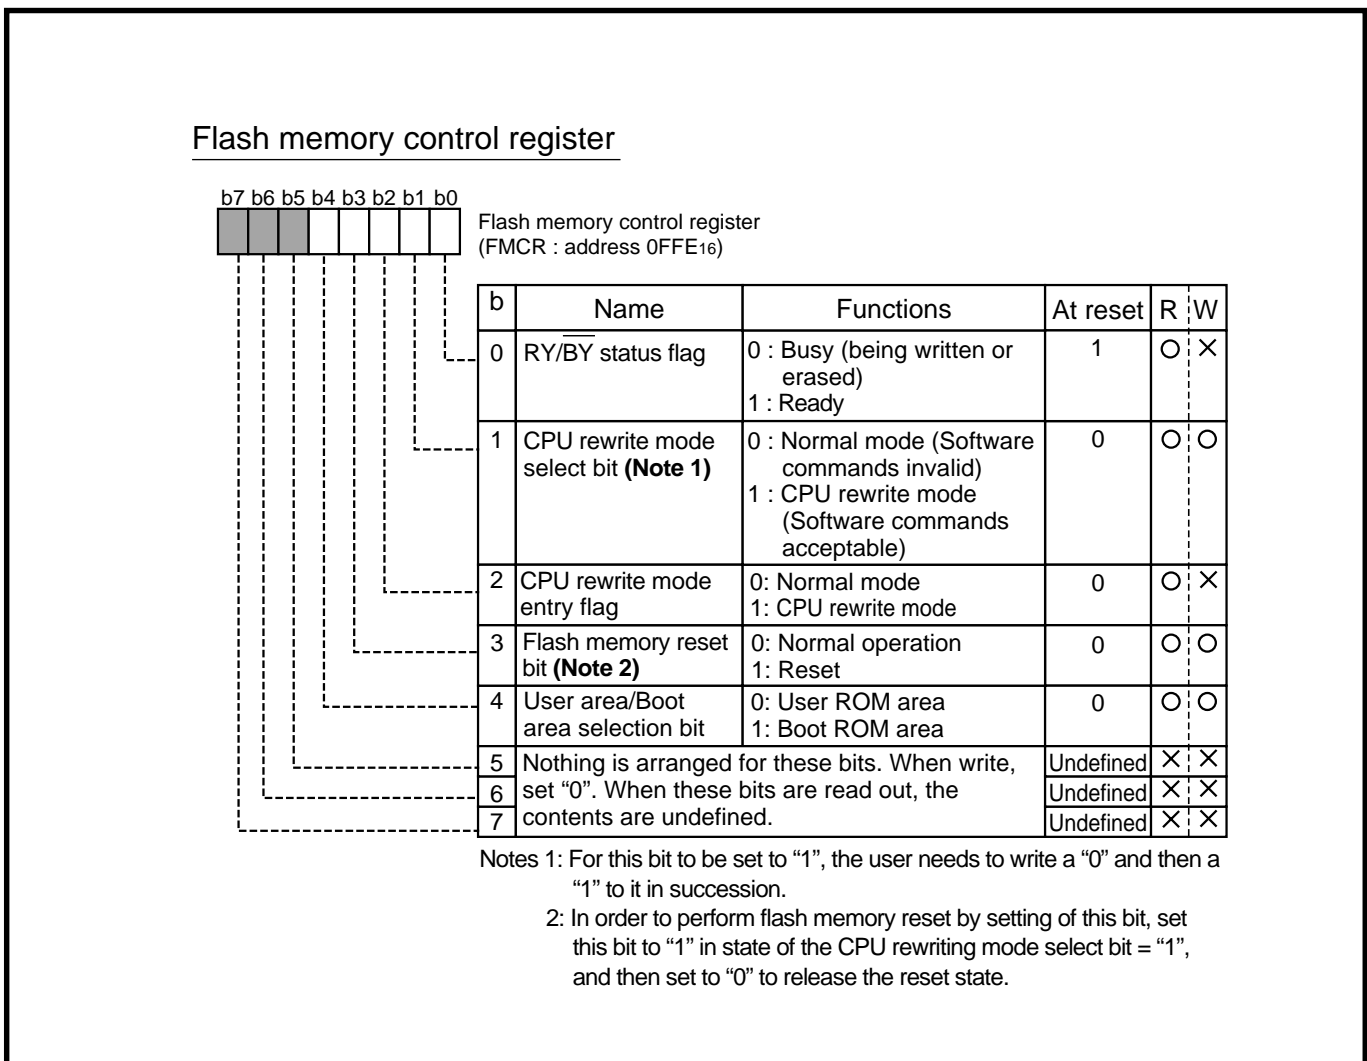 Flash memory control register
b7 b6 b5 b4 b3 b2 b1 b0
Flash memory control register
(FMCR : address 0FFE16)
b Name Functions At reset R W
0 RY/B̅Y̅ status flag 0 : Busy (being written or 1 O ×
erased)
1 : Ready
1 CPU rewrite mode 0 : Normal mode (Software 0 O O
select bit (Note 1) commands invalid)
1 : CPU rewrite mode
(Software commands
acceptable)
2 CPU rewrite mode 0: Normal mode 0 O ×
entry flag 1: CPU rewrite mode
3 Flash memory reset 0: Normal operation 0 O O
bit (Note 2) 1: Reset
4 User area/Boot 0: User ROM area 0 O O
area selection bit 1: Boot ROM area
5 Nothing is arranged for these bits. When write, Undefined × ×
6 set “0”. When these bits are read out, the Undefined × ×
7 contents are undefined. Undefined × ×
Notes 1: For this bit to be set to “1”, the user needs to write a “0” and then a
“1” to it in succession.
2: In order to perform flash memory reset by setting of this bit, set
this bit to “1” in state of the CPU rewriting mode select bit = “1”,
and then set to “0” to release the reset state.